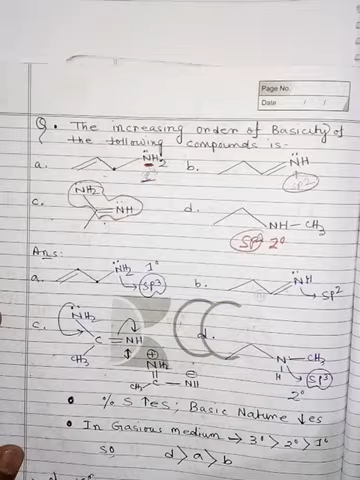 Page No.
Date / /
Q. The increasing order of Basicity of
the following compounds is-
a. NH2 b. NH
1° sp2
c. NH2 NH d. NH-CH3
SP3 2°
Ans:
a. NH2 1° SP3 b. NH SP2
c. NH2 C=NH CH3 d. N-CH3 H SP3 2°
⊕ NH2 CH3-C-NH ⊖
• % S ↑es; Basic Nature ↓es
• In Gasious medium → 3° > 2° > 1°
SO d > a > b